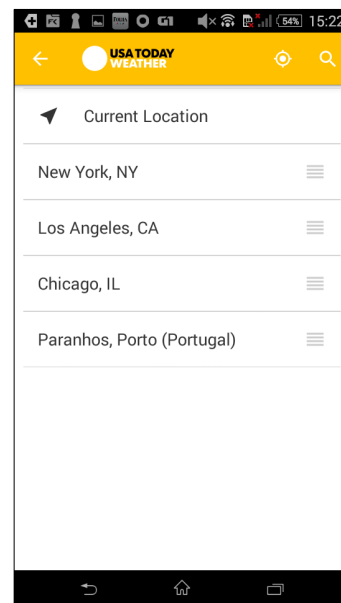 G1
54%
15:22
USA TODAY
WEATHER
Current Location
New York, NY
Los Angeles, CA
Chicago, IL
Paranhos, Porto (Portugal)